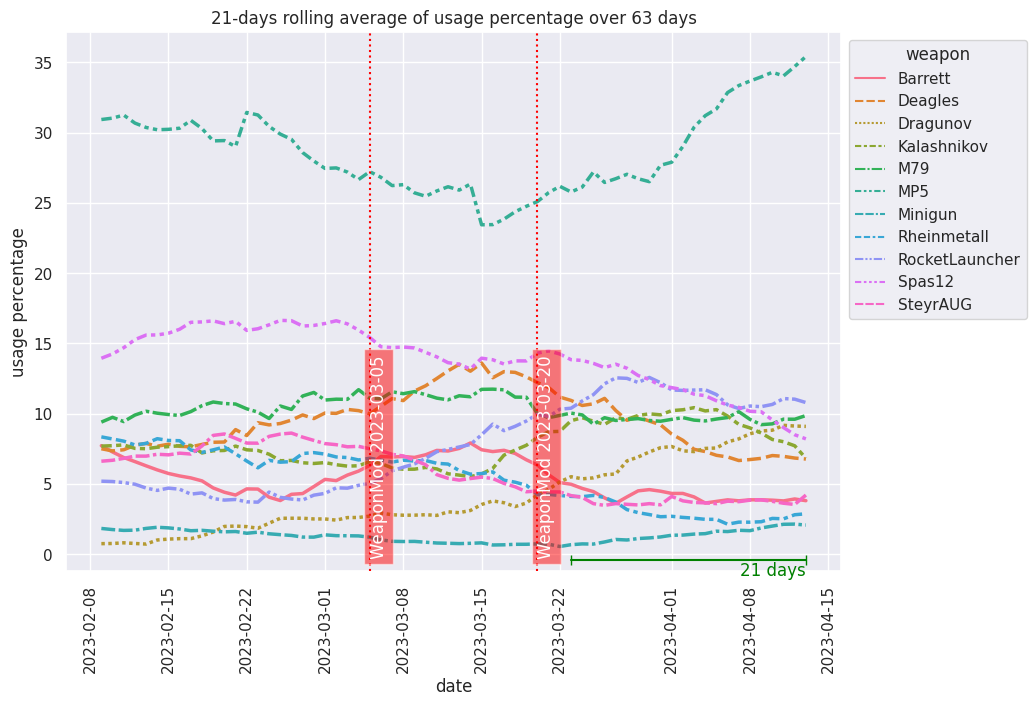 21-days rolling average of usage percentage over 63 days
usage percentage
35
30
25
20
15
10
5
0
WeaponMod 2023-03-05
WeaponMod 2023-03-20
21 days
2023-02-08
2023-02-15
2023-02-22
2023-03-01
2023-03-08
2023-03-15
2023-03-22
2023-04-01
2023-04-08
2023-04-15
date
weapon
Barrett
Deagles
Dragunov
Kalashnikov
M79
MP5
Minigun
Rheinmetall
RocketLauncher
Spas12
SteyrAUG